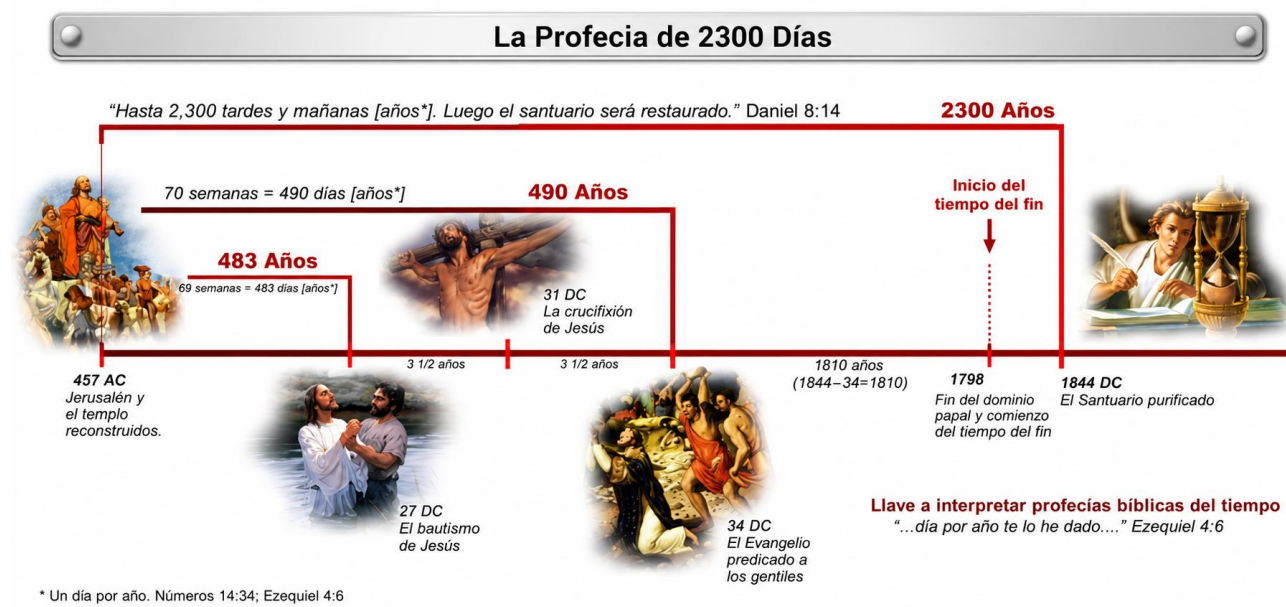 La Profecia de 2300 Días
“Hasta 2,300 tardes y mañanas [años*]. Luego el santuario será restaurado.” Daniel 8:14
2300 Años
70 semanas = 490 días [años*]
490 Años
Inicio del
tiempo del fin
483 Años
69 semanas = 483 días [años*]
31 DC
La crucifixión
de Jesús
3 1/2 años
3 1/2 años
1810 años
(1844–34=1810)
457 AC
Jerusalén y
el templo
reconstruidos.
1798
Fin del dominio
papal y comienzo
del tiempo del fin
1844 DC
El Santuario purificado
27 DC
El bautismo
de Jesús
34 DC
El Evangelio
predicado a
los gentiles
Llave a interpretar profecías bíblicas del tiempo
“...día por año te lo he dado....” Ezequiel 4:6
* Un día por año. Números 14:34; Ezequiel 4:6